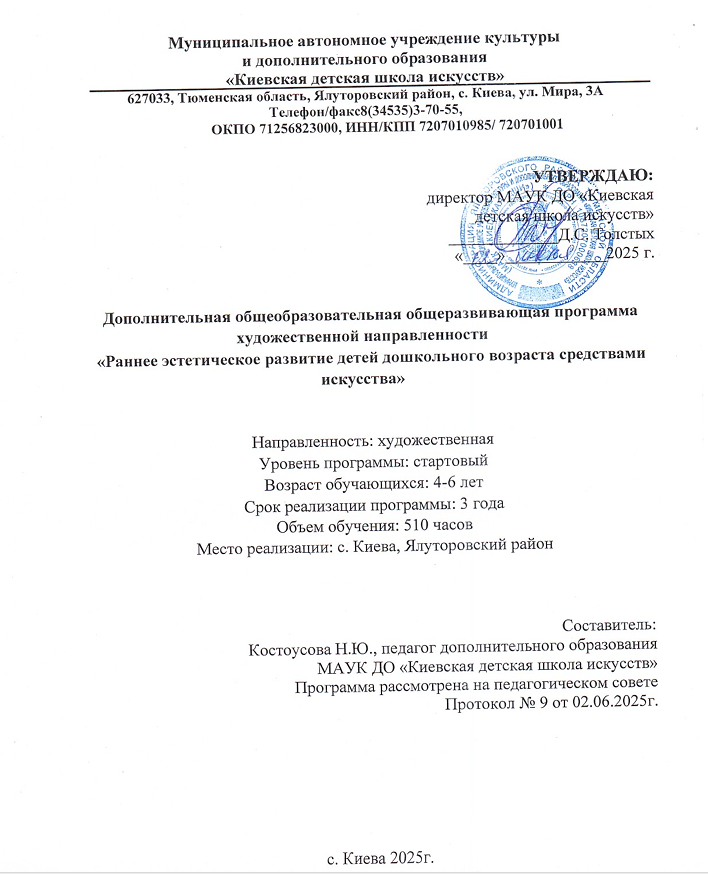 Муниципальное автономное учреждение культуры
и дополнительного образования
«Киевская детская школа искусств»
627033, Тюменская область, Ялуторовский район, с. Киева, ул. Мира, 3А
Телефон/факс8(34535)3-70-55,
ОКПО 71256823000, ИНН/КПП 7207010985/ 720701001
УТВЕРЖДАЮ:
директор МАУК ДО «Киевская
детская школа искусств»
Д.С. Толстых
« » 2025 г.
Дополнительная общеобразовательная общеразвивающая программа
художественной направленности
«Раннее эстетическое развитие детей дошкольного возраста средствами
искусства»
Направленность: художественная
Уровень программы: стартовый
Возраст обучающихся: 4-6 лет
Срок реализации программы: 3 года
Объем обучения: 510 часов
Место реализации: с. Киева, Ялуторовский район
Составитель:
Костоусова Н.Ю., педагог дополнительного образования
МАУК ДО «Киевская детская школа искусств»
Программа рассмотрена на педагогическом совете
Протокол № 9 от 02.06.2025г.
с. Киева 2025г.